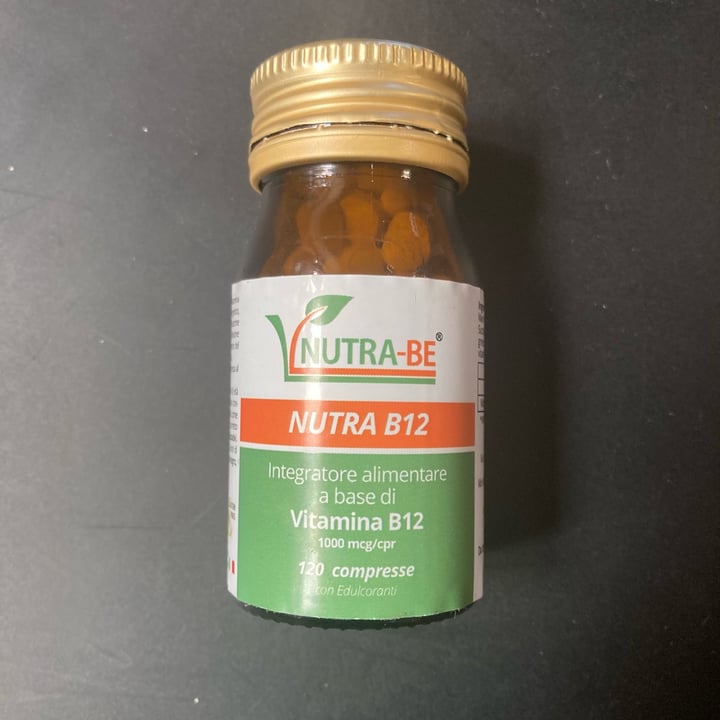 NUTRA-BE®
NUTRA B12
Integratore alimentare
a base di
Vitamina B12
1000 mcg/cpr
120 compresse
con Edulcoranti